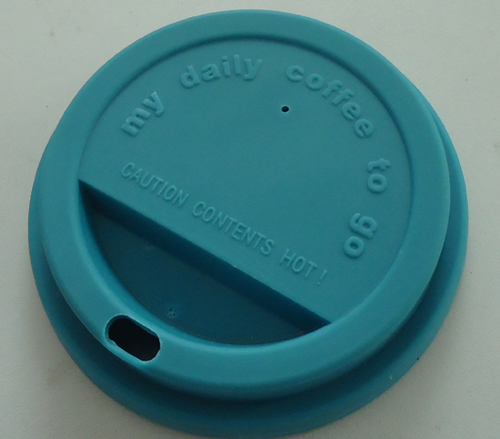 my daily coffee to go
CAUTION CONTENTS HOT !